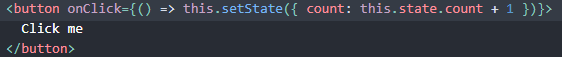 <button onClick={() => this.setState({ count: this.state.count + 1 })}>
  Click me
</button>